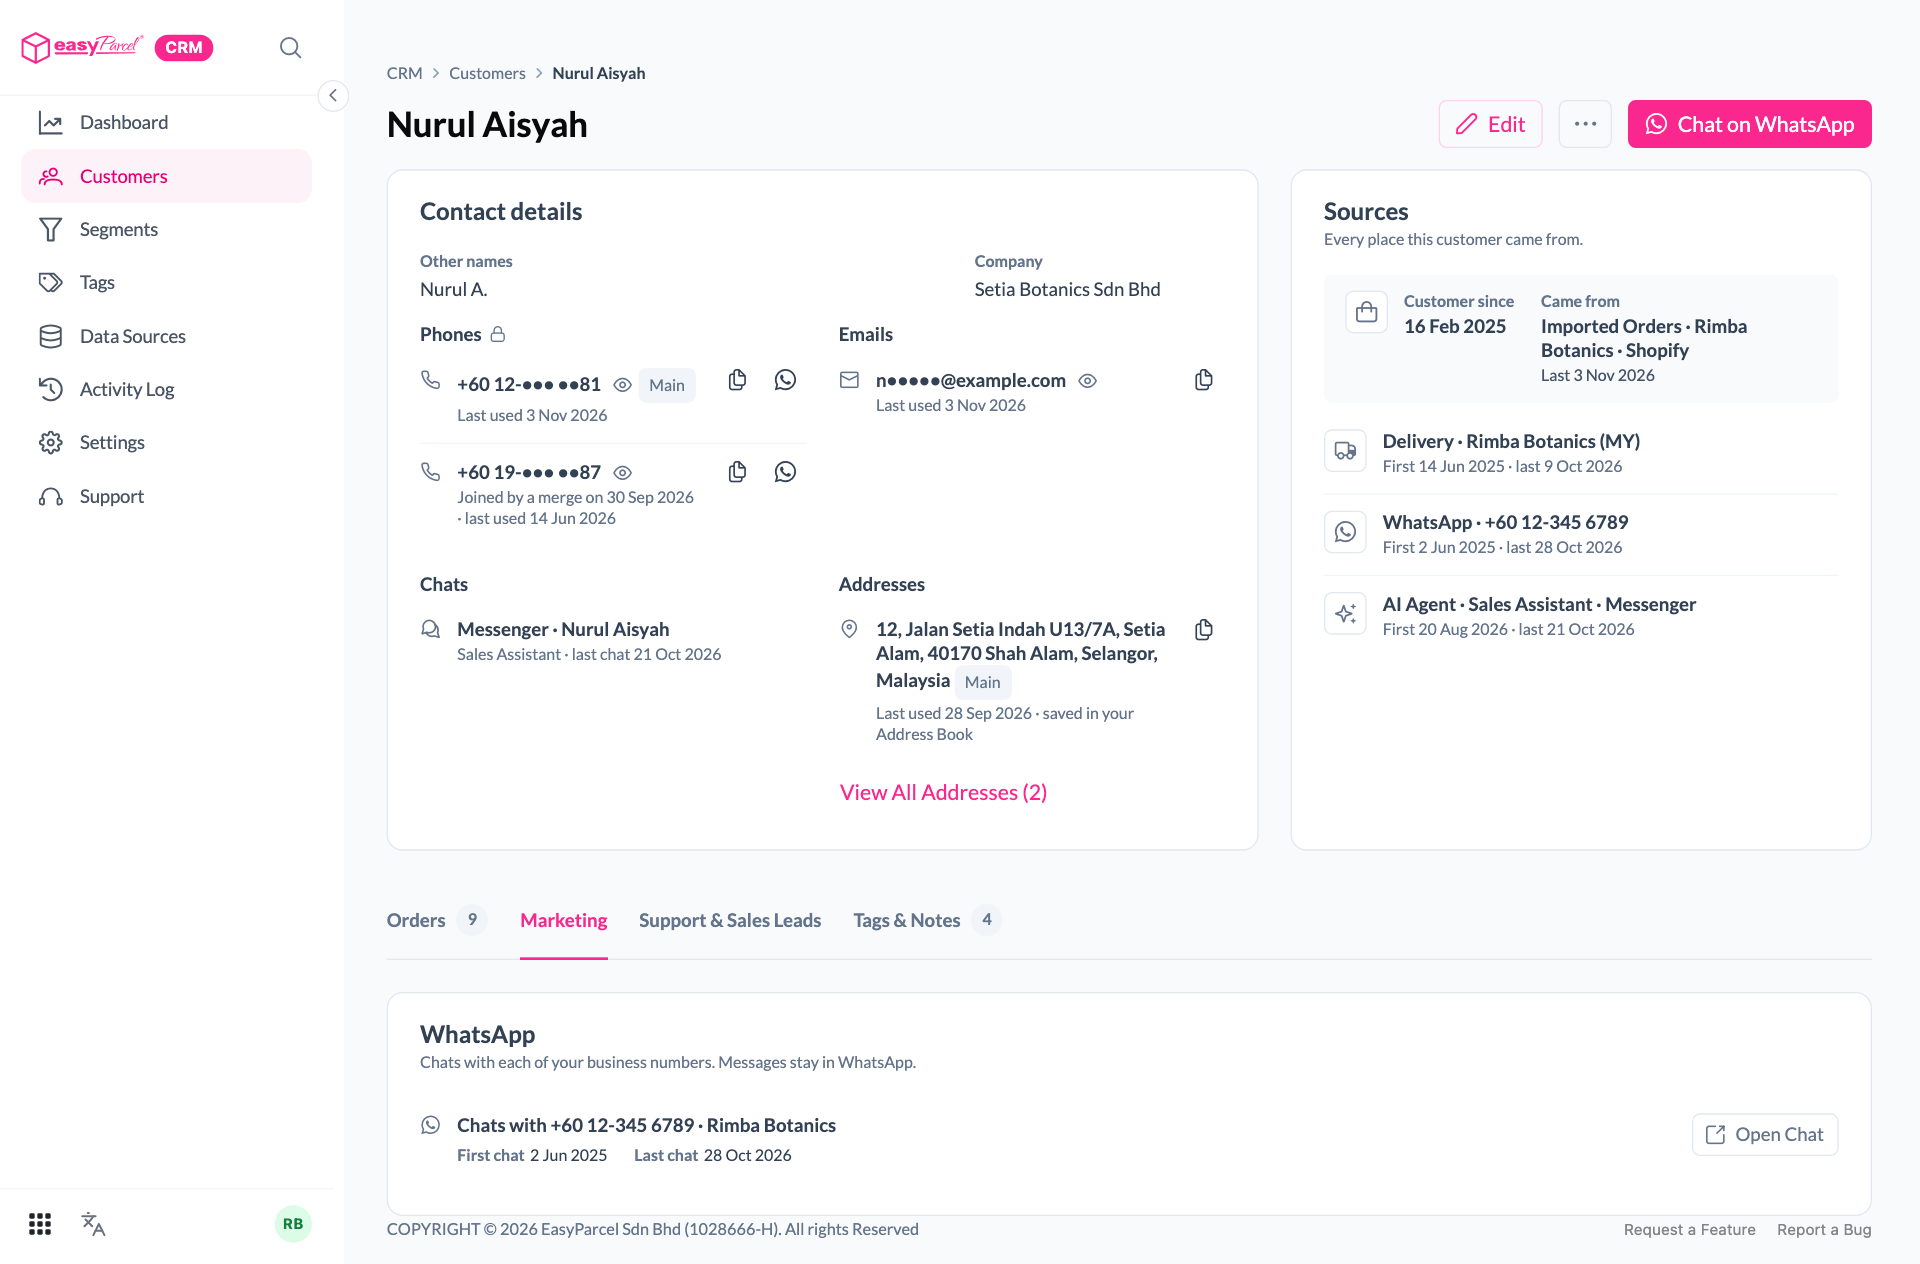 easyParcel CRM
Dashboard
Customers
Segments
Tags
Data Sources
Activity Log
Settings
Support
RB
CRM > Customers > Nurul Aisyah
Nurul Aisyah
Edit
Chat on WhatsApp
Contact details
Other names
Nurul A.
Company
Setia Botanics Sdn Bhd
Phones
+60 12-●●● ●●81 Main
Last used 3 Nov 2026
+60 19-●●● ●●87
Joined by a merge on 30 Sep 2026
· last used 14 Jun 2026
Emails
n●●●●●@example.com
Last used 3 Nov 2026
Chats
Messenger · Nurul Aisyah
Sales Assistant · last chat 21 Oct 2026
Addresses
12, Jalan Setia Indah U13/7A, Setia
Alam, 40170 Shah Alam, Selangor,
Malaysia Main
Last used 28 Sep 2026 · saved in your
Address Book
View All Addresses (2)
Sources
Every place this customer came from.
Customer since
16 Feb 2025
Came from
Imported Orders · Rimba
Botanics · Shopify
Last 3 Nov 2026
Delivery · Rimba Botanics (MY)
First 14 Jun 2025 · last 9 Oct 2026
WhatsApp · +60 12-345 6789
First 2 Jun 2025 · last 28 Oct 2026
AI Agent · Sales Assistant · Messenger
First 20 Aug 2026 · last 21 Oct 2026
Orders 9 Marketing Support & Sales Leads Tags & Notes 4
WhatsApp
Chats with each of your business numbers. Messages stay in WhatsApp.
Chats with +60 12-345 6789 · Rimba Botanics
First chat 2 Jun 2025 Last chat 28 Oct 2026
Open Chat
COPYRIGHT © 2026 EasyParcel Sdn Bhd (1028666-H). All rights Reserved
Request a Feature Report a Bug